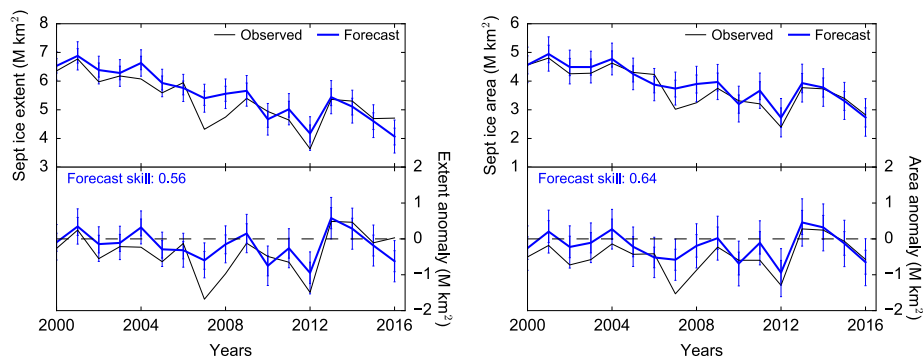 Sept ice extent (M km²)
8
7
6
5
4
3
Observed
Forecast
Extent anomaly (M km²)
2
1
0
−1
−2
Forecast skill: 0.56
2000
2004
2008
2012
2016
Years
Sept ice area (M km²)
6
5
4
3
2
1
Observed
Forecast
Area anomaly (M km²)
2
1
0
−1
−2
Forecast skill: 0.64
2000
2004
2008
2012
2016
Years